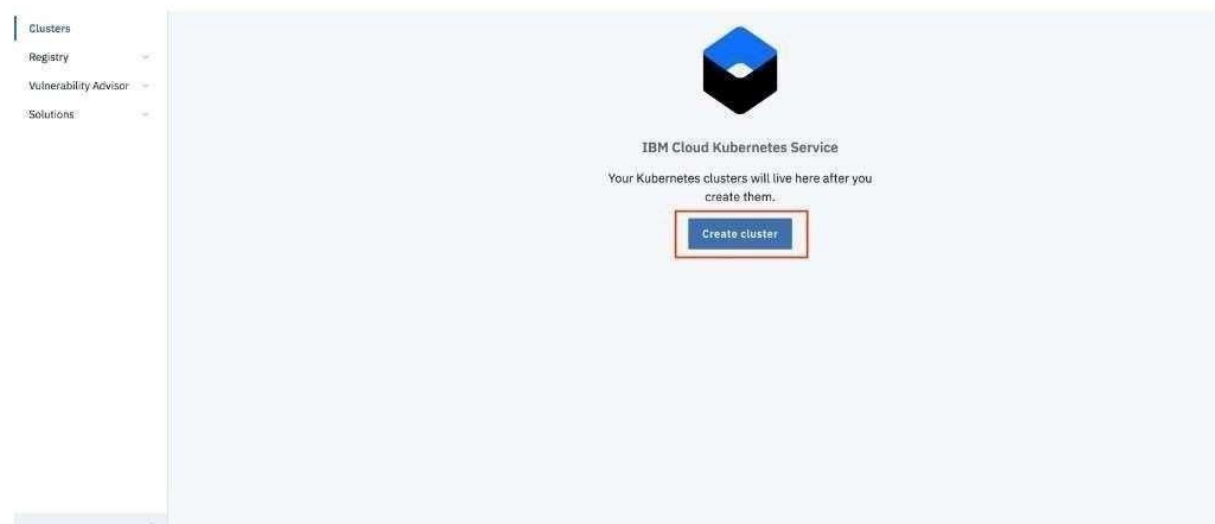 Clusters
Registry
Vulnerability Advisor
Solutions
IBM Cloud Kubernetes Service
Your Kubernetes clusters will live here after you
create them.
Create cluster